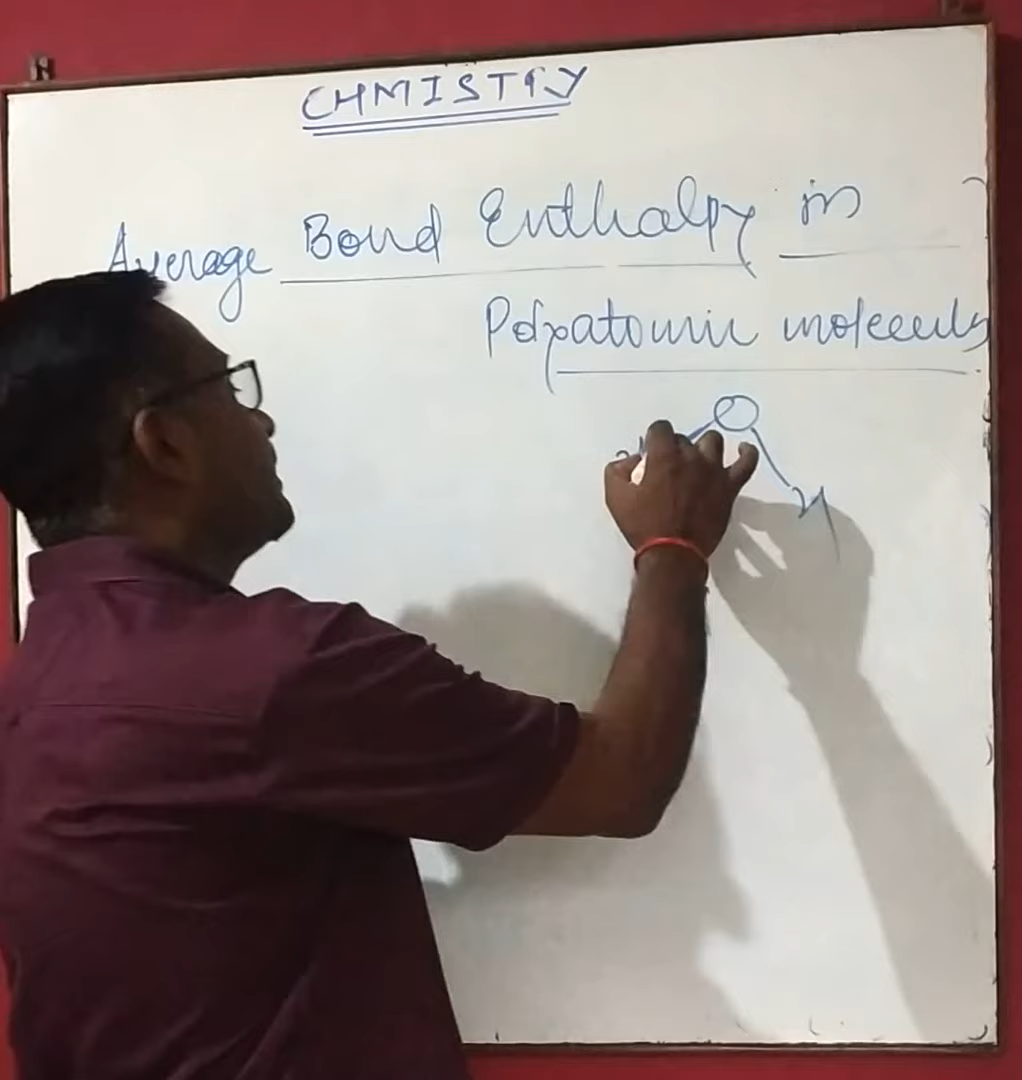 CHMISTRY
Average Bond Enthalpy in
Polyatomic molecules
O
H